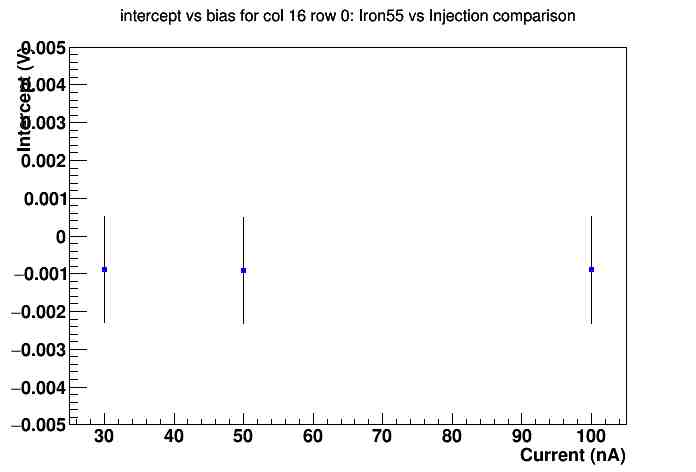 intercept vs bias for col 16 row 0: Iron55 vs Injection comparison
Intercept (V)
0.005
0.004
0.003
0.002
0.001
0
−0.001
−0.002
−0.003
−0.004
−0.005
30 40 50 60 70 80 90 100
Current (nA)